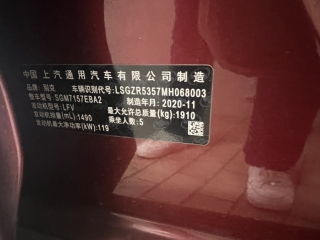 中国 上汽通用汽车有限公司制造
品牌：别克 车辆识别代号：LSGZR5357MH068003
整车型号：SGM7157EBA2 制造年月：2020-11
发动机型号：LFV 最大允许总质量(kg)：1910
发动机排量(mL)：1490 乘坐人数：5
发动机最大净功率(kW)：119